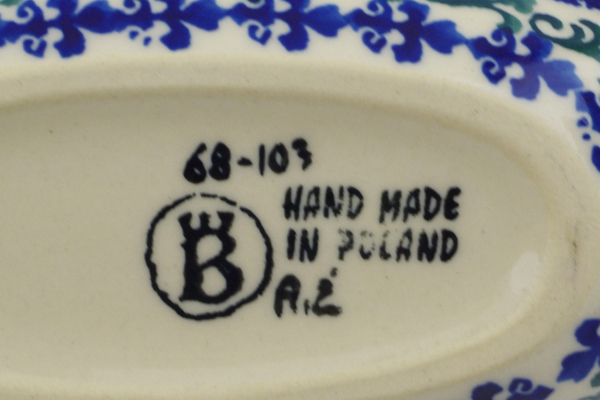 68-103
B
HAND MADE
IN POLAND
A.Ż